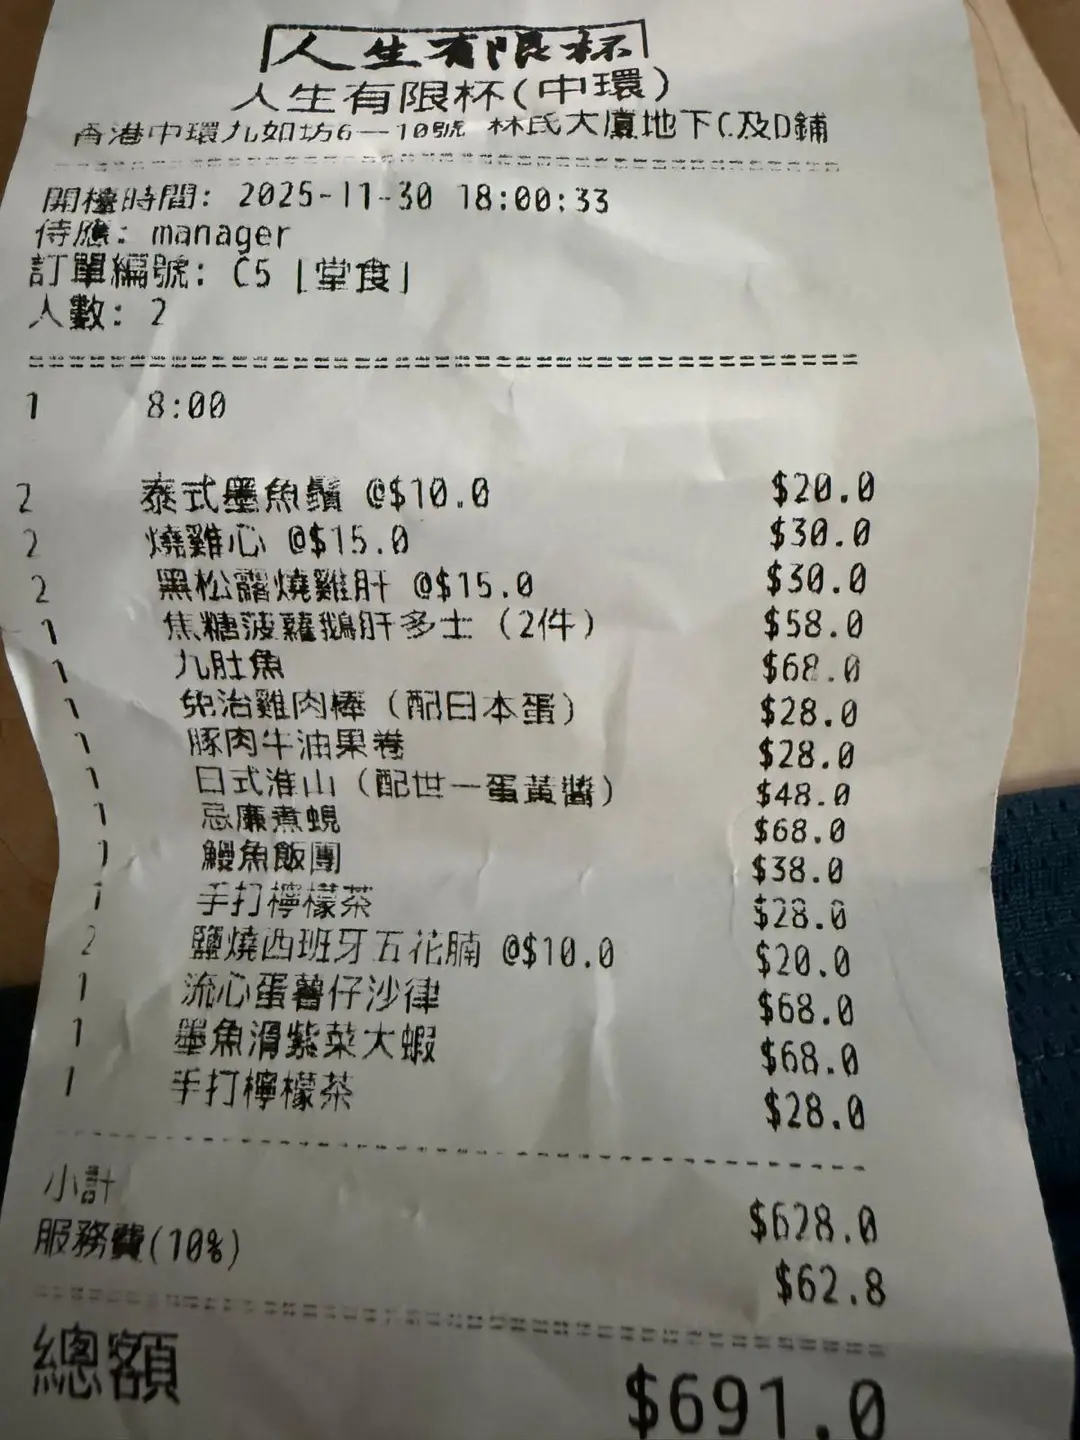 人生有限杯
人生有限杯(中環)
香港中環九如坊6—10號 林氏大廈地下C及D鋪
開檯時間: 2025-11-30 18:00:33
侍應: manager
訂單編號: C5 [堂食]
人數: 2
1 8:00
2 泰式墨魚鬚 @$10.0 $20.0
2 燒雞心 @$15.0 $30.0
2 黑松露燒雞肝 @$15.0 $30.0
1 焦糖菠蘿鵝肝多士 (2件) $58.0
1 九肚魚 $68.0
1 免治雞肉棒 (配日本蛋) $28.0
1 豚肉牛油果卷 $28.0
1 日式淮山 (配世一蛋黃醬) $48.0
1 忌廉煮蜆 $68.0
1 鰻魚飯團 $38.0
1 手打檸檬茶 $28.0
2 鹽燒西班牙五花腩 @$10.0 $20.0
1 流心蛋薯仔沙律 $68.0
1 墨魚滑紫菜大蝦 $68.0
1 手打檸檬茶 $28.0
小計 $628.0
服務費(10%) $62.8
總額 $691.0